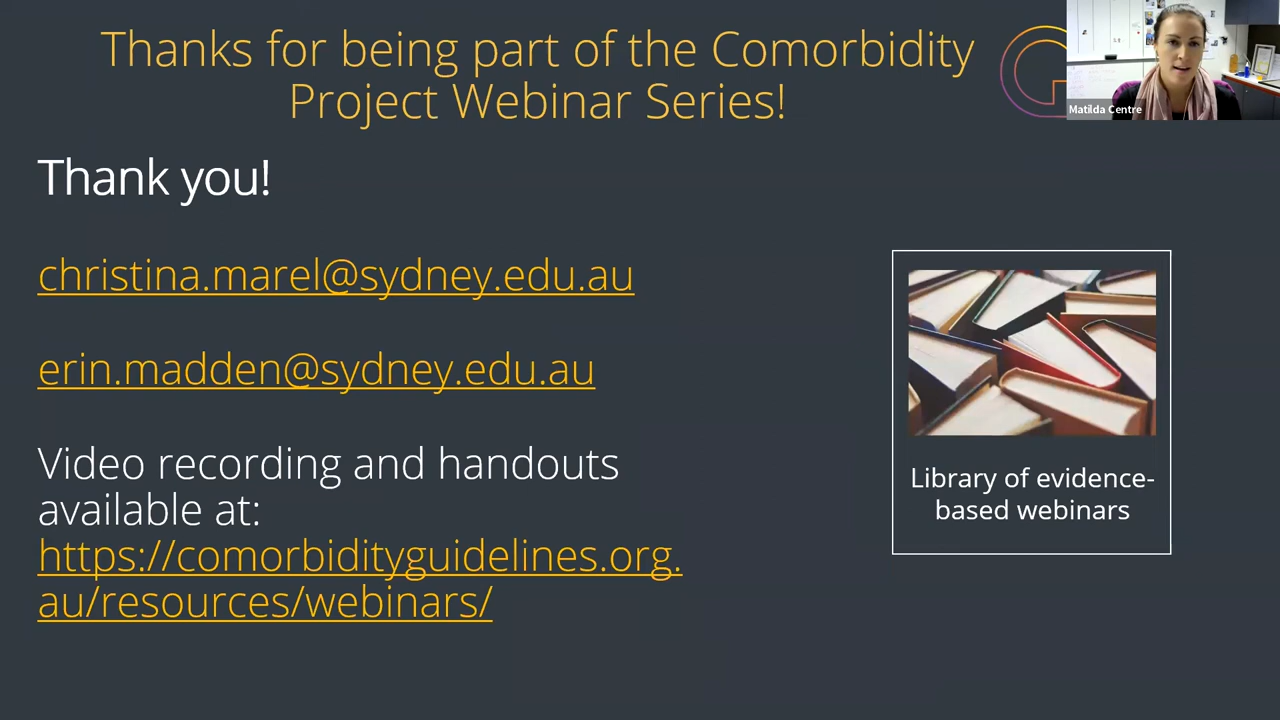 Thanks for being part of the Comorbidity
Project Webinar Series!
Matilda Centre
Thank you!
christina.marel@sydney.edu.au
erin.madden@sydney.edu.au
Video recording and handouts
available at:
https://comorbidityguidelines.org.
au/resources/webinars/
Library of evidence-
based webinars